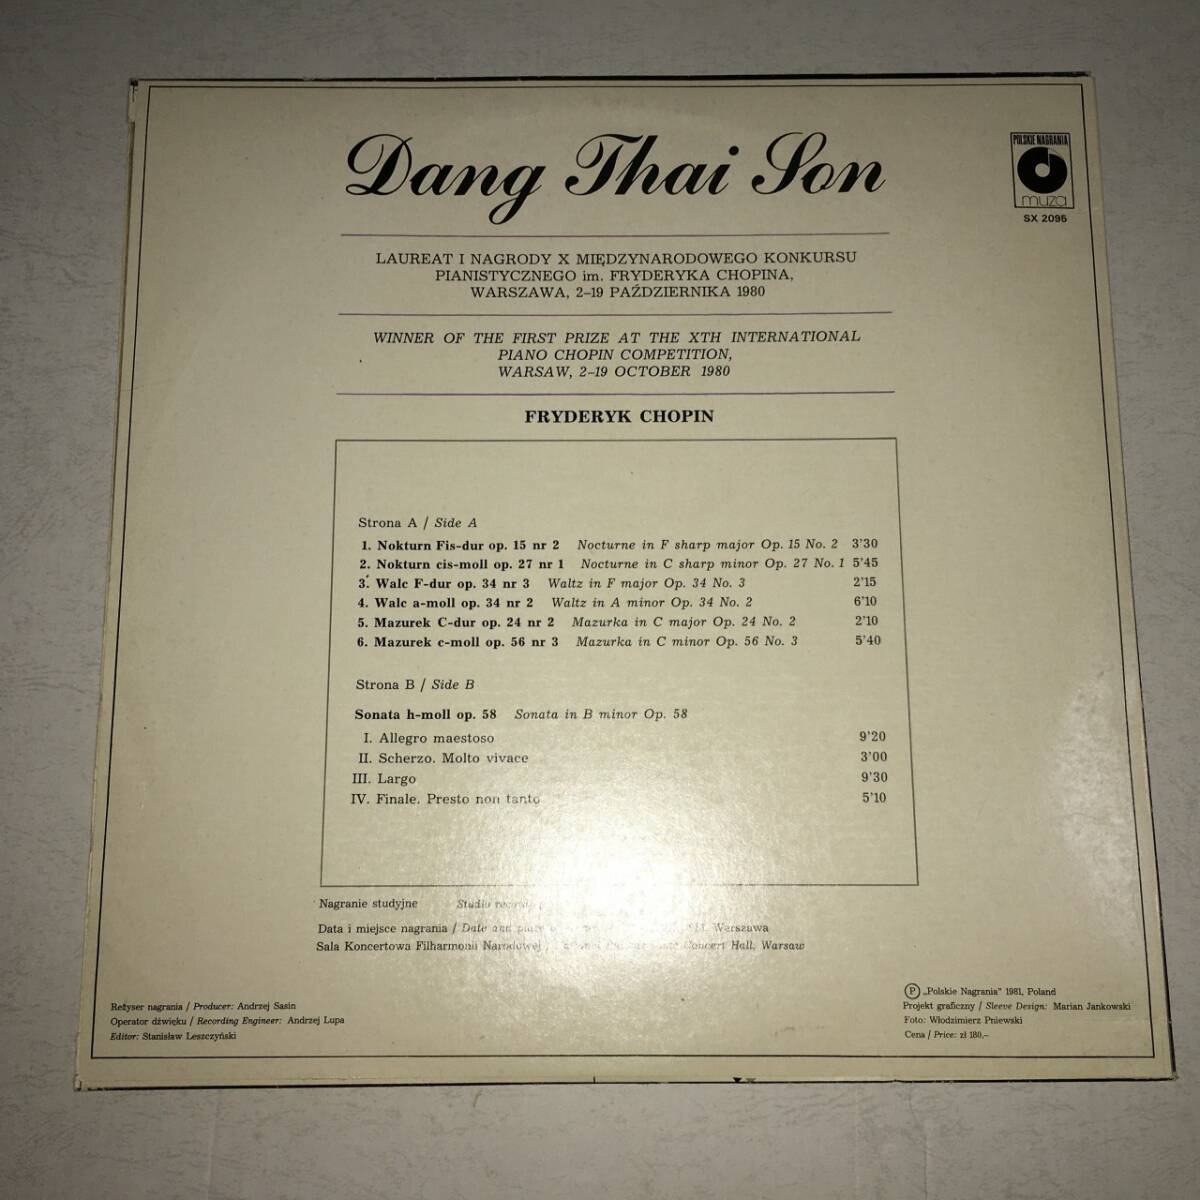 Dang Thai Son
POLSKIE NAGRANIA
muza
SX 2095
LAUREAT I NAGRODY X MIĘDZYNARODOWEGO KONKURSU
PIANISTYCZNEGO im. FRYDERYKA CHOPINA,
WARSZAWA, 2–19 PAŹDZIERNIKA 1980
WINNER OF THE FIRST PRIZE AT THE XTH INTERNATIONAL
PIANO CHOPIN COMPETITION,
WARSAW, 2–19 OCTOBER 1980
FRYDERYK CHOPIN
Strona A / Side A
1. Nokturn Fis-dur op. 15 nr 2 Nocturne in F sharp major Op. 15 No. 2 3'30
2. Nokturn cis-moll op. 27 nr 1 Nocturne in C sharp minor Op. 27 No. 1 5'45
3. Walc F-dur op. 34 nr 3 Waltz in F major Op. 34 No. 3 2'15
4. Walc a-moll op. 34 nr 2 Waltz in A minor Op. 34 No. 2 6'10
5. Mazurek C-dur op. 24 nr 2 Mazurka in C major Op. 24 No. 2 2'10
6. Mazurek c-moll op. 56 nr 3 Mazurka in C minor Op. 56 No. 3 5'40
Strona B / Side B
Sonata h-moll op. 58 Sonata in B minor Op. 58
I. Allegro maestoso 9'20
II. Scherzo. Molto vivace 3'00
III. Largo 9'30
IV. Finale. Presto non tanto 5'10
Nagranie studyjne Studio
Data i miejsce nagrania / Date and place Warszawa
Sala Koncertowa Filharmonii Narodowej / Concert Hall, Warsaw
Reżyser nagrania / Producer: Andrzej Sasin
Operator dźwięku / Recording Engineer: Andrzej Lupa
Editor: Stanisław Leszczyński
Ⓟ „Polskie Nagrania" 1981, Poland
Projekt graficzny / Sleeve Design: Marian Jankowski
Foto: Włodzimierz Pniewski
Cena / Price: zł 180,-